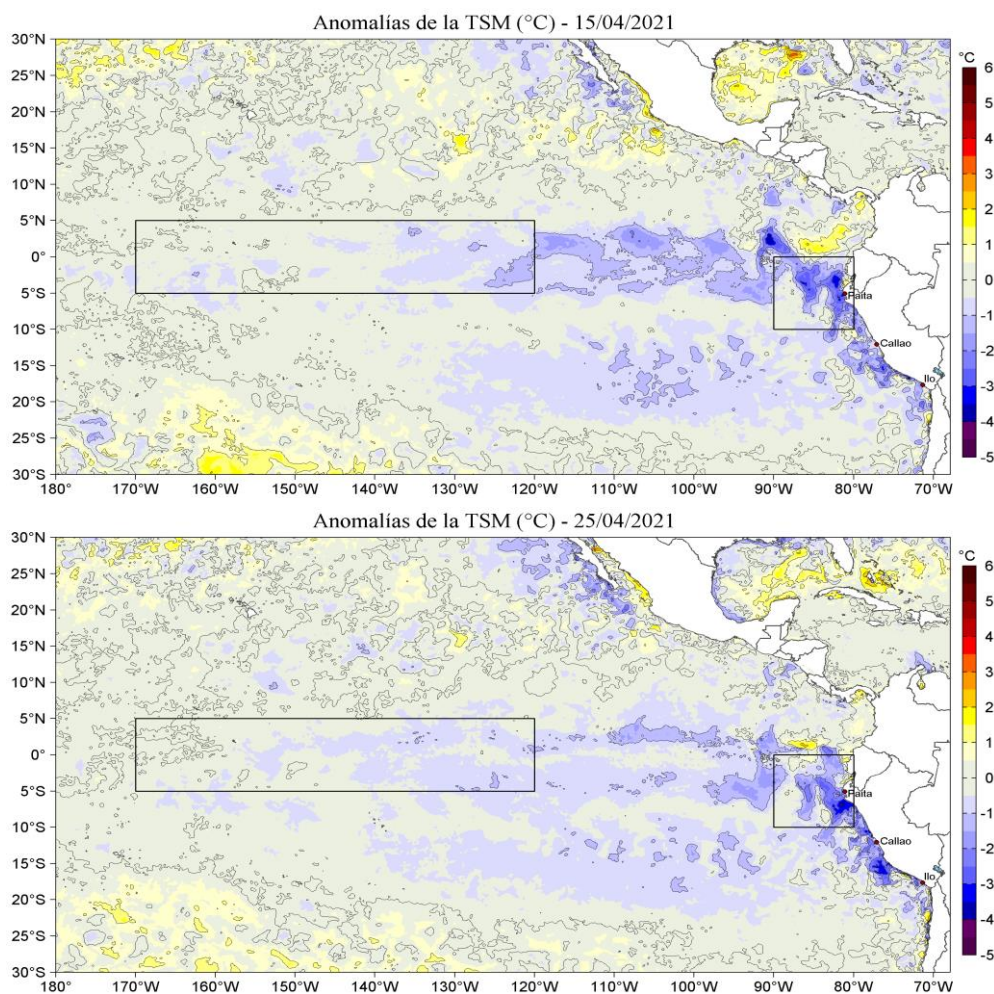 Anomalías de la TSM (°C) - 15/04/2021
30°N
25°N
20°N
15°N
10°N
5°N
0°
5°S
10°S
15°S
20°S
25°S
30°S
180 170°W 160°W 150°W 140°W 130°W 120°W 110°W 100°W 90°W 80°W 70°W
Paita
Callao
Ilo
°C
6
5
4
3
2
1
0
-1
-2
-3
-4
-5
Anomalías de la TSM (°C) - 25/04/2021
30°N
25°N
20°N
15°N
10°N
5°N
0°
5°S
10°S
15°S
20°S
25°S
30°S
180 170°W 160°W 150°W 140°W 130°W 120°W 110°W 100°W 90°W 80°W 70°W
Paita
Callao
Ilo
°C
6
5
4
3
2
1
0
-1
-2
-3
-4
-5